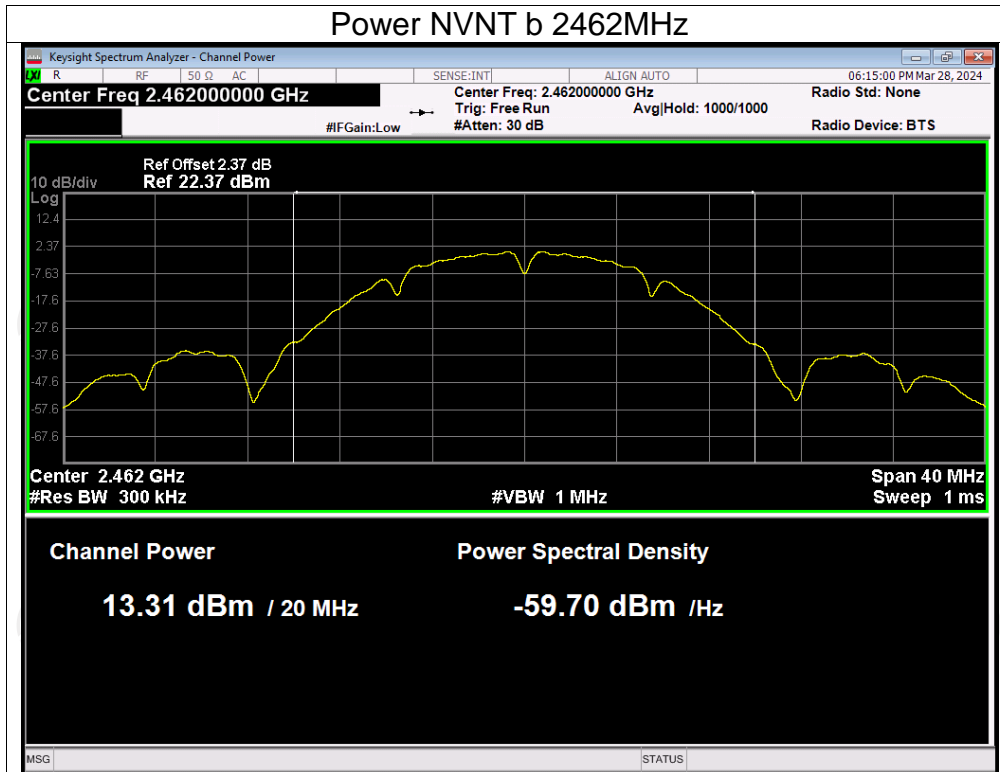 Power NVNT b 2462MHz
Keysight Spectrum Analyzer - Channel Power
LXI R RF 50 Ω AC SENSE:INT ALIGN AUTO 06:15:00 PM Mar 28, 2024
Center Freq 2.462000000 GHz
Center Freq: 2.462000000 GHz Radio Std: None
Trig: Free Run Avg|Hold: 1000/1000
#IFGain:Low #Atten: 30 dB Radio Device: BTS
Ref Offset 2.37 dB
10 dB/div Ref 22.37 dBm
Log
12.4
2.37
-7.63
-17.6
-27.6
-37.6
-47.6
-57.6
-67.6
Center 2.462 GHz Span 40 MHz
#Res BW 300 kHz #VBW 1 MHz Sweep 1 ms
Channel Power Power Spectral Density
13.31 dBm / 20 MHz -59.70 dBm /Hz
MSG STATUS